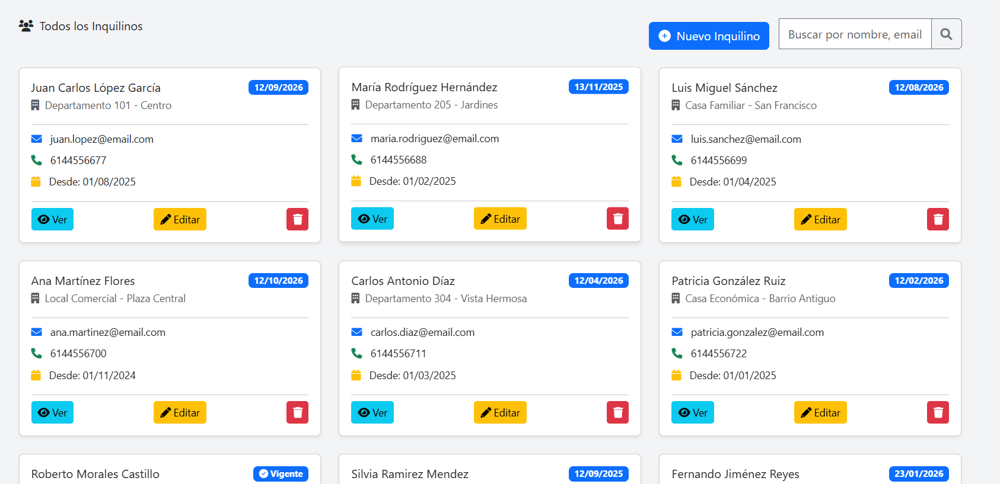 Todos los Inquilinos
Nuevo Inquilino
Buscar por nombre, email
Juan Carlos López García
12/09/2026
Departamento 101 - Centro
juan.lopez@email.com
6144556677
Desde: 01/08/2025
Ver
Editar
María Rodríguez Hernández
13/11/2025
Departamento 205 - Jardines
maria.rodriguez@email.com
6144556688
Desde: 01/02/2025
Ver
Editar
Luis Miguel Sánchez
12/08/2026
Casa Familiar - San Francisco
luis.sanchez@email.com
6144556699
Desde: 01/04/2025
Ver
Editar
Ana Martínez Flores
12/10/2026
Local Comercial - Plaza Central
ana.martinez@email.com
6144556700
Desde: 01/11/2024
Ver
Editar
Carlos Antonio Díaz
12/04/2026
Departamento 304 - Vista Hermosa
carlos.diaz@email.com
6144556711
Desde: 01/03/2025
Ver
Editar
Patricia González Ruiz
12/02/2026
Casa Económica - Barrio Antiguo
patricia.gonzalez@email.com
6144556722
Desde: 01/01/2025
Ver
Editar
Roberto Morales Castillo
Vigente
Silvia Ramirez Mendez
12/09/2025
Fernando Jiménez Reyes
23/01/2026